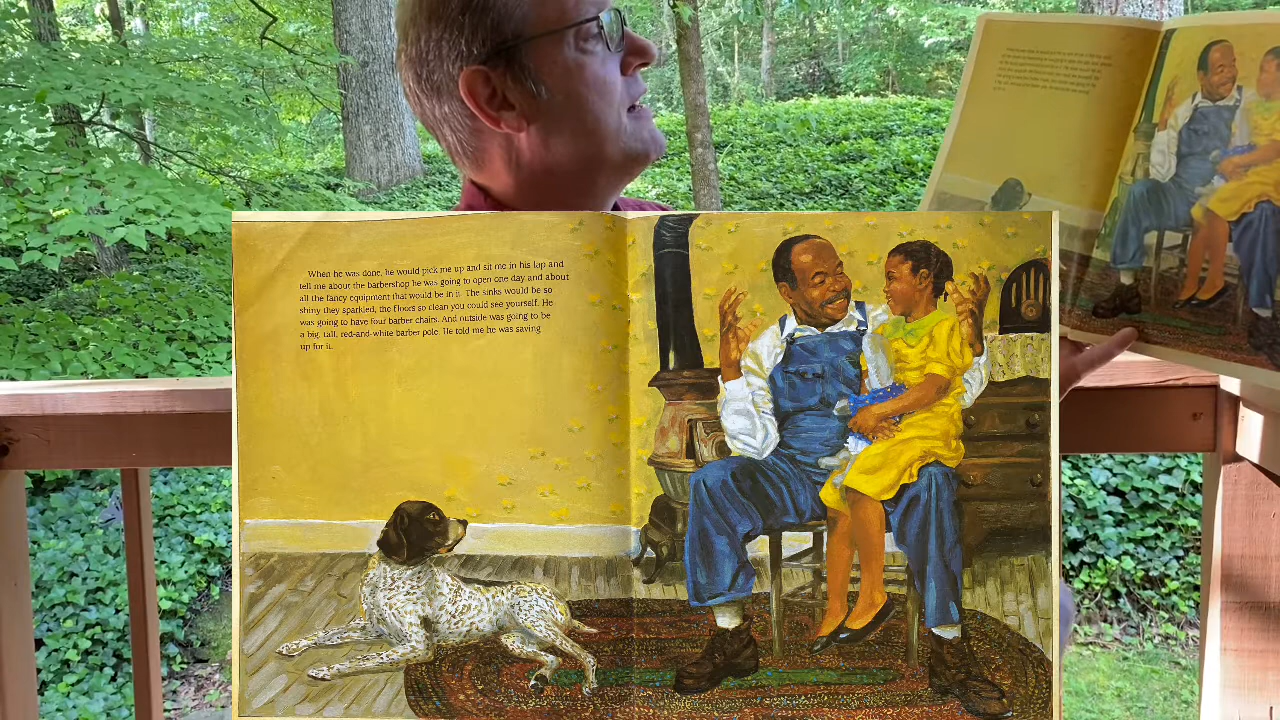 When he was done, he would pick me up and sit me in his lap and
tell me about the barbershop he was going to open one day and about
all the fancy equipment that would be in it. The sinks would be so
shiny they sparkled, the floors so clean you could see yourself. He
was going to have four barber chairs. And outside was going to be
a big, tall, red-and-white barber pole. He told me he was saving
up for it.